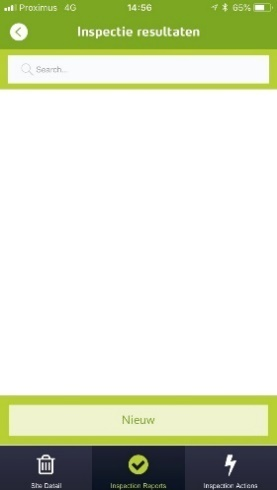 Proximus 4G 14:56 65%
Inspectie resultaten
Search...
Nieuw
Site Detail Inspection Reports Inspection Actions